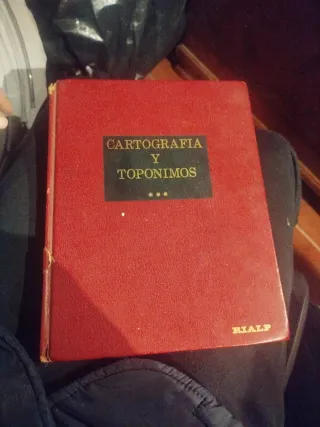 CARTOGRAFIA
Y
TOPONIMOS
***
RIALP